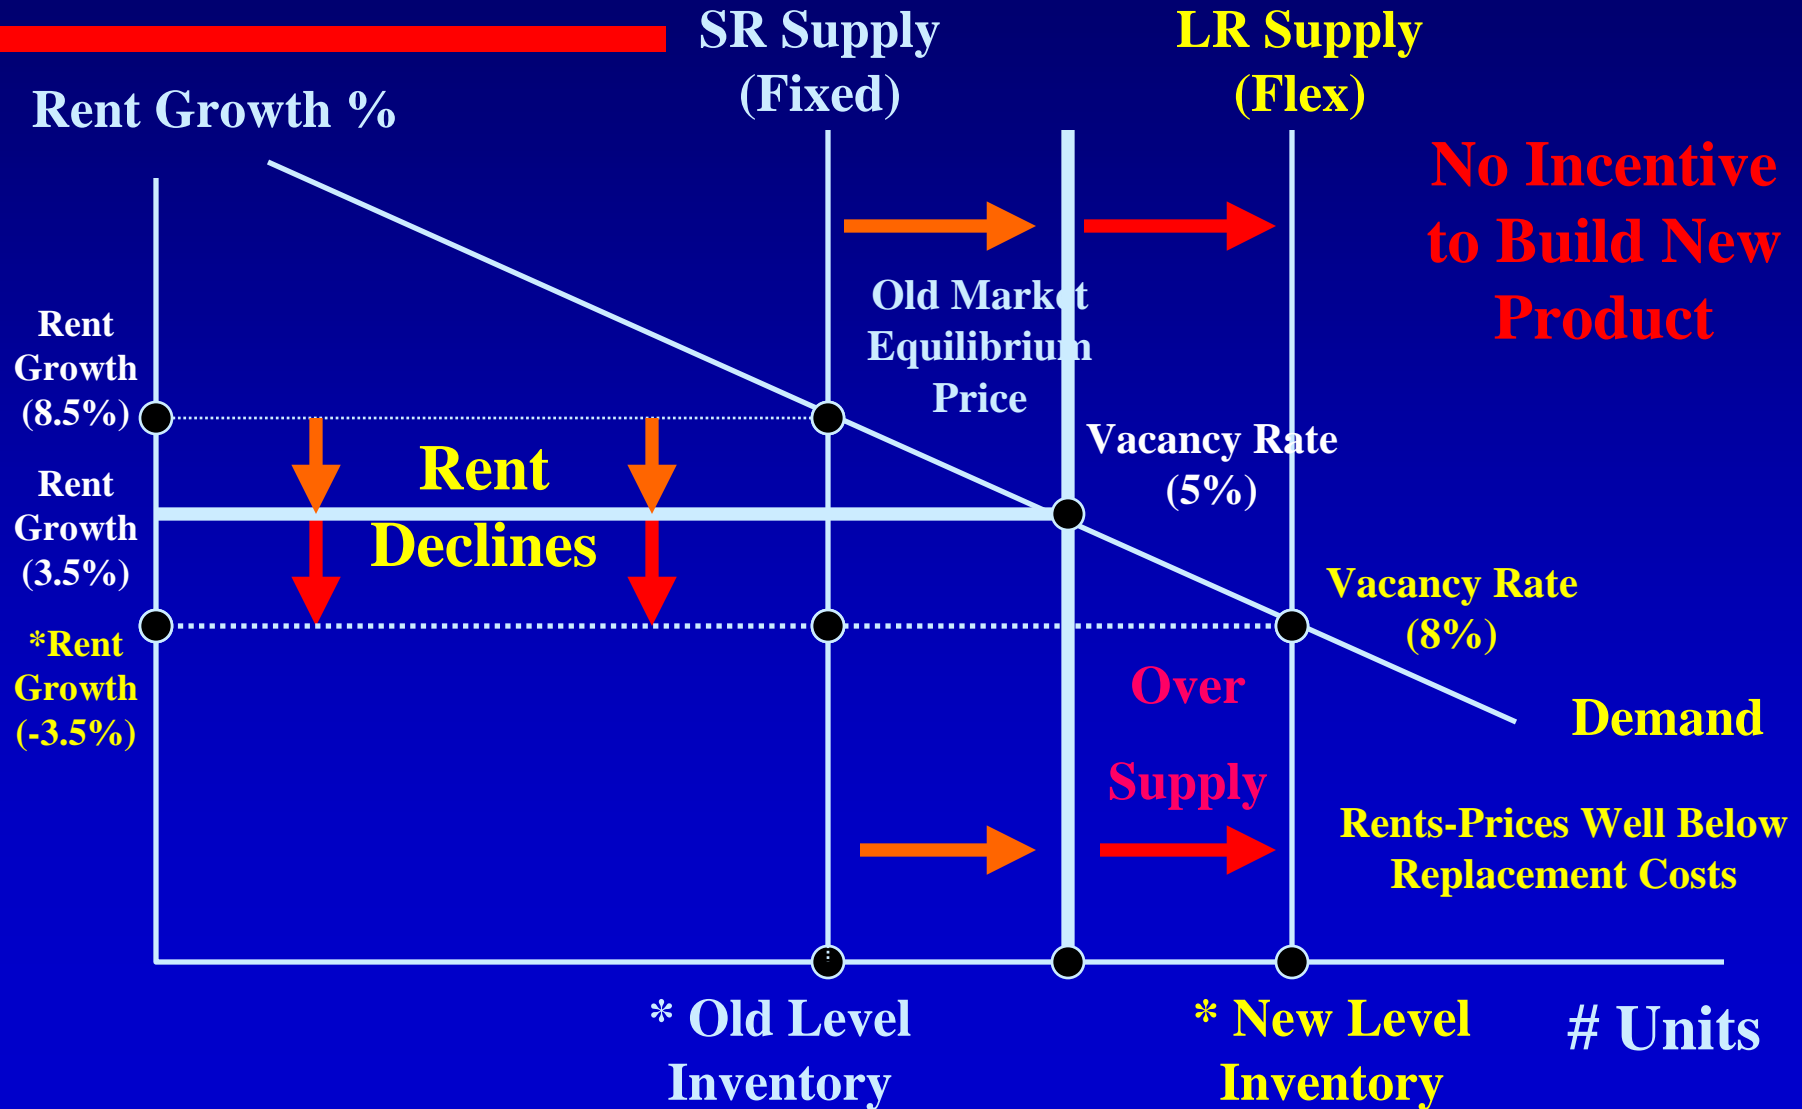 SR Supply
(Fixed)
LR Supply
(Flex)
Rent Growth %
No Incentive
to Build New
Product
Old Market
Equilibrium
Price
Rent
Growth
(8.5%)
Vacancy Rate
(5%)
Rent
Declines
Rent
Growth
(3.5%)
Vacancy Rate
(8%)
*Rent
Growth
(-3.5%)
Over
Supply
Demand
Rents-Prices Well Below
Replacement Costs
* Old Level
Inventory
* New Level
Inventory
# Units